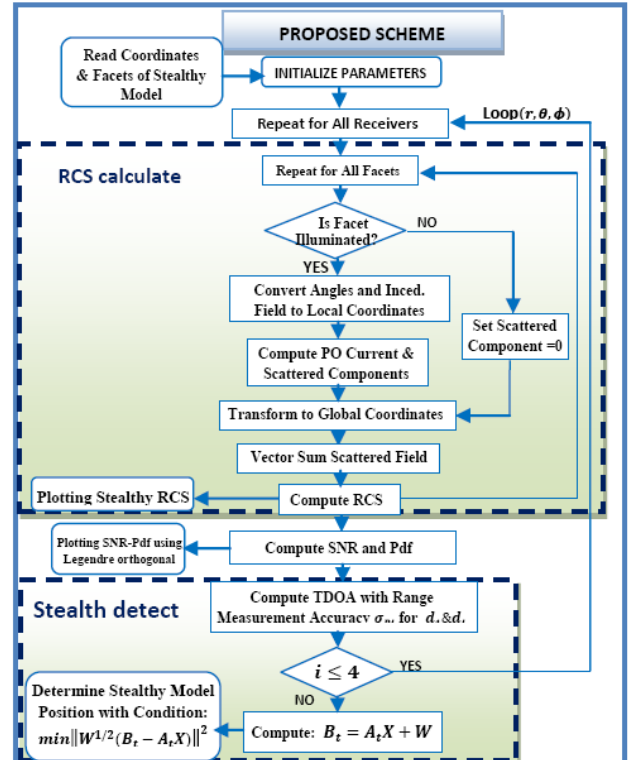 PROPOSED SCHEME
Read Coordinates
& Facets of Stealthy
Model
INITIALIZE PARAMETERS
Loop(r, θ, ϕ)
Repeat for All Receivers
RCS calculate
Repeat for All Facets
Is Facet
Illuminated?
NO
YES
Convert Angles and Inced.
Field to Local Coordinates
Set Scattered
Component =0
Compute PO Current &
Scattered Components
Transform to Global Coordinates
Vector Sum Scattered Field
Plotting Stealthy RCS
Compute RCS
Plotting SNR-Pdf using
Legendre orthogonal
Compute SNR and Pdf
Stealth detect
Compute TDOA with Range
Measurement Accuracy σ... for d.&d.
i ≤ 4
YES
NO
Determine Stealthy Model
Position with Condition:
min‖W^{1/2}(B_t − A_tX)‖^2
Compute: B_t = A_tX + W